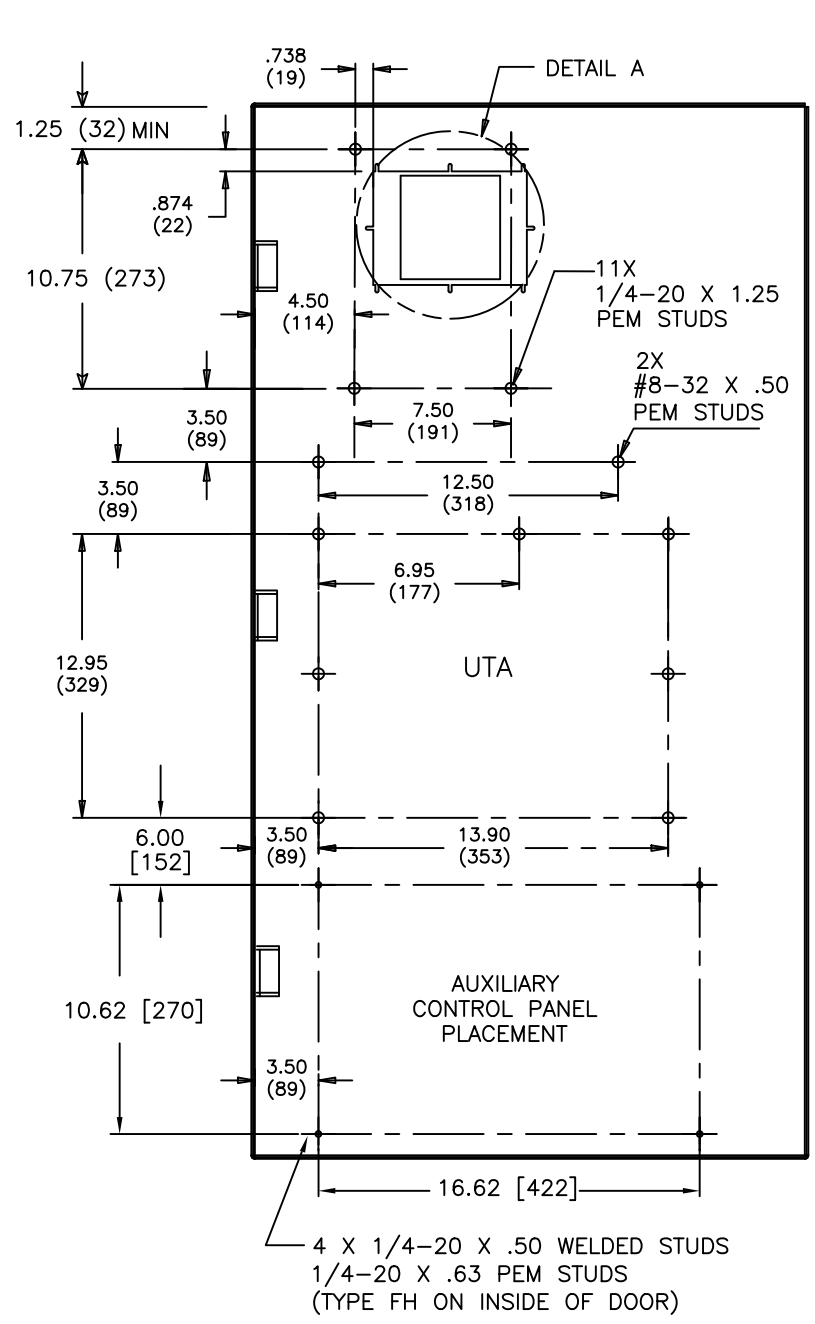 .738
(19)
DETAIL A
1.25 (32) MIN
.874
(22)
10.75 (273)
4.50
(114)
11X
1/4-20 X 1.25
PEM STUDS
2X
#8-32 X .50
PEM STUDS
3.50
(89)
7.50
(191)
3.50
(89)
12.50
(318)
6.95
(177)
12.95
(329)
UTA
6.00
[152]
3.50
(89)
13.90
(353)
10.62 [270]
AUXILIARY
CONTROL PANEL
PLACEMENT
3.50
(89)
16.62 [422]
4 X 1/4-20 X .50 WELDED STUDS
1/4-20 X .63 PEM STUDS
(TYPE FH ON INSIDE OF DOOR)